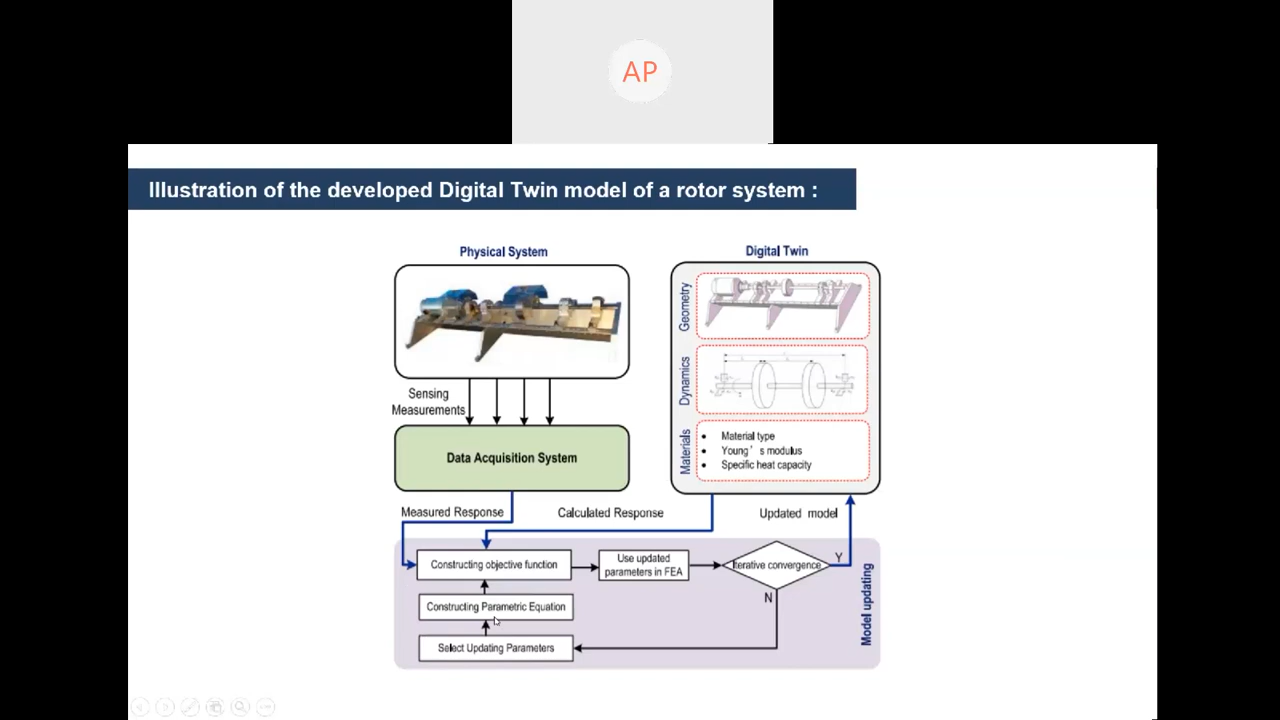 AP
Illustration of the developed Digital Twin model of a rotor system :
Physical System
Digital Twin
Geometry
Dynamics
Materials
• Material type
• Young's modulus
• Specific heat capacity
Sensing
Measurements
Data Acquisition System
Measured Response
Calculated Response
Updated model
Constructing objective function
Use updated
parameters in FEA
Iterative convergence
Y
N
Constructing Parametric Equation
Select Updating Parameters
Model updating